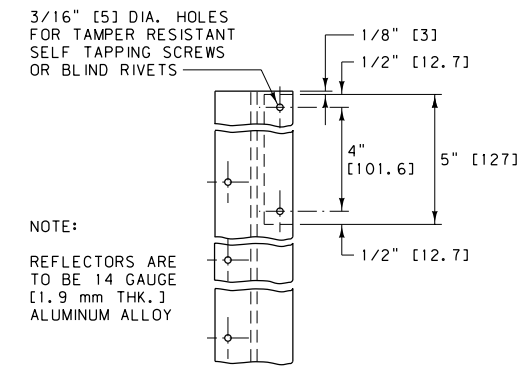 3/16" [5] DIA. HOLES
FOR TAMPER RESISTANT
SELF TAPPING SCREWS
OR BLIND RIVETS
1/8" [3]
1/2" [12.7]
4"
[101.6]
5" [127]
1/2" [12.7]
NOTE:
REFLECTORS ARE
TO BE 14 GAUGE
[1.9 mm THK.]
ALUMINUM ALLOY